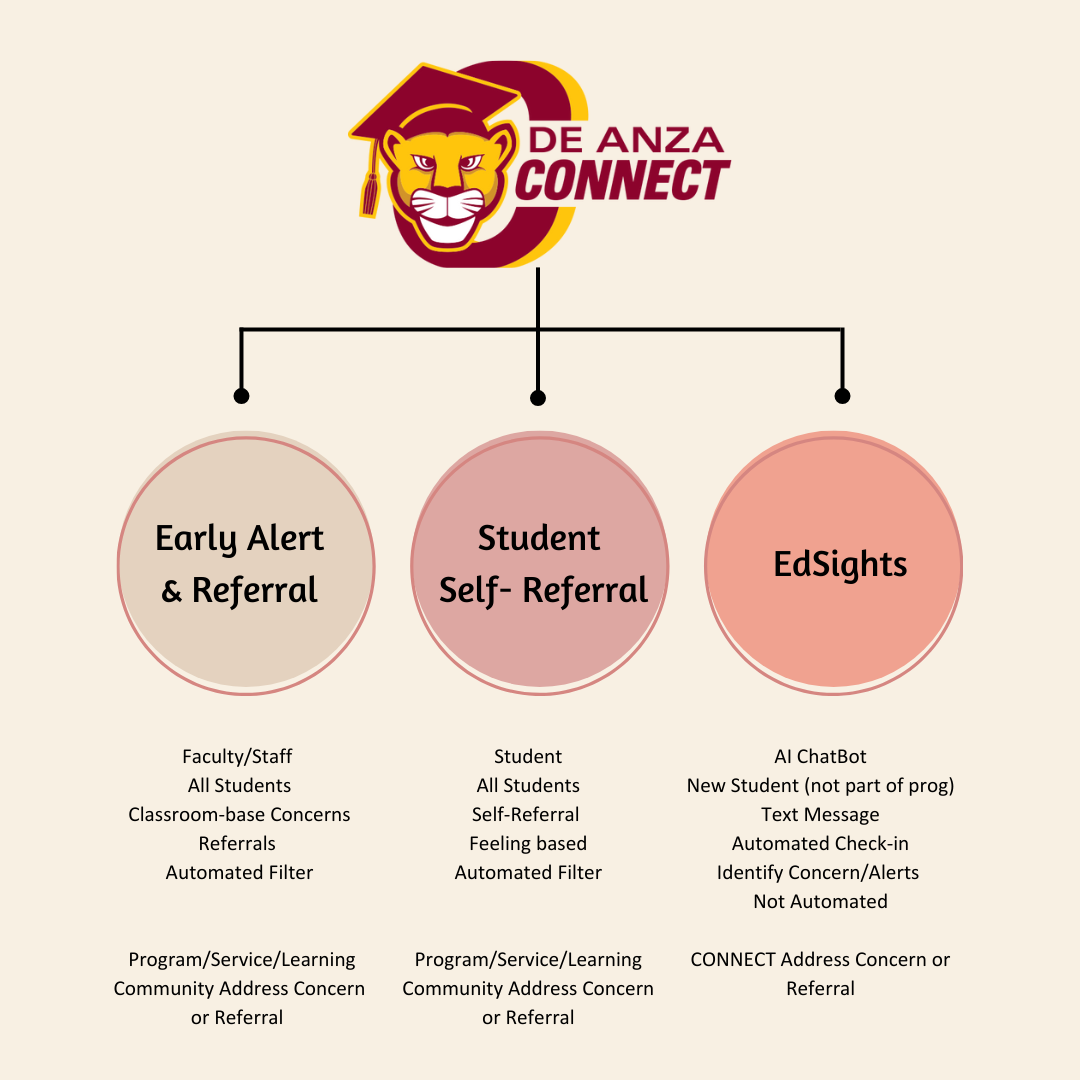 DE ANZA
CONNECT
Early Alert
& Referral
Student
Self- Referral
EdSights
Faculty/Staff
All Students
Classroom-base Concerns
Referrals
Automated Filter
Program/Service/Learning
Community Address Concern
or Referral
Student
All Students
Self-Referral
Feeling based
Automated Filter
Program/Service/Learning
Community Address Concern
or Referral
AI ChatBot
New Student (not part of prog)
Text Message
Automated Check-in
Identify Concern/Alerts
Not Automated
CONNECT Address Concern or
Referral